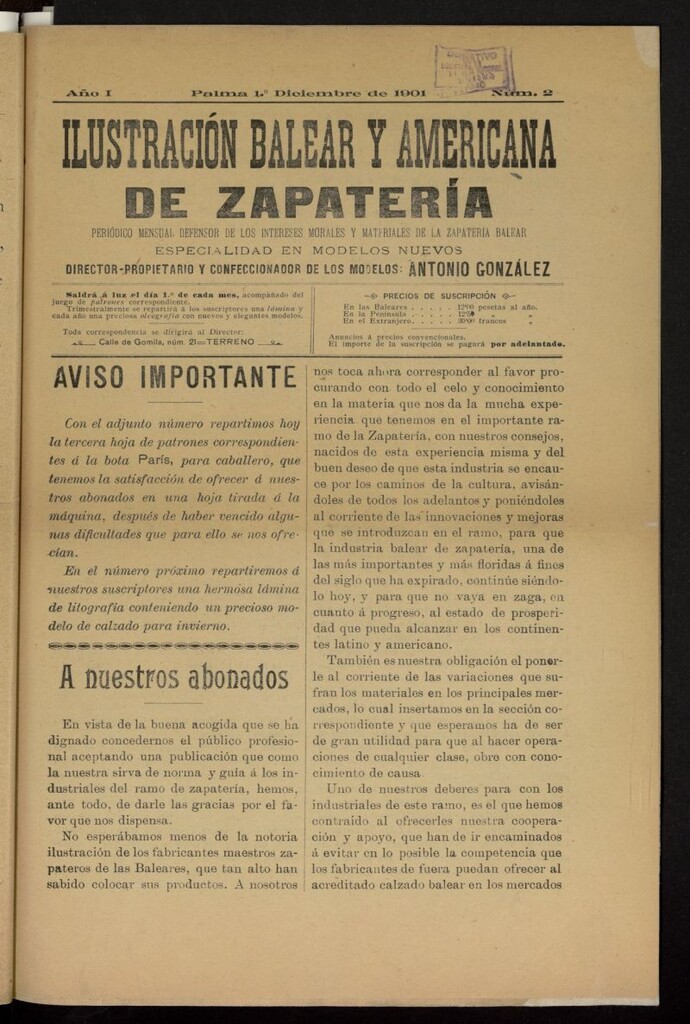 Año I Palma 1.º Diciembre de 1901 Núm. 2
ILUSTRACIÓN BALEAR Y AMERICANA
DE ZAPATERÍA
PERIÓDICO MENSUAL DEFENSOR DE LOS INTERESES MORALES Y MATERIALES DE LA ZAPATERIA BALEAR
ESPECIALIDAD EN MODELOS NUEVOS
DIRECTOR-PROPIETARIO Y CONFECCIONADOR DE LOS MODELOS: ANTONIO GONZÁLEZ
Saldrá á luz el día 1.º de cada mes, acompañado del
juego de patrones correspondiente.
Trimestralmente se repartirá á los suscriptores una lámina y
cada año una preciosa oleografía con nuevos y elegantes modelos.
Toda correspondencia se dirigirá al Director:
Calle de Gomila, núm. 21=TERRENO
PRECIOS DE SUSCRIPCIÓN
En las Baleares . . . . . 12'00 pesetas al año.
En la Península . . . . . "
En el Extranjero. . . . . 30'00 francos "
Anuncios á precios convencionales.
El importe de la suscripción se pagará por adelantado.
AVISO IMPORTANTE
Con el adjunto número repartimos hoy
la tercera hoja de patrones correspondien-
tes á la bota París, para caballero, que
tenemos la satisfacción de ofrecer á nues-
tros abonados en una hoja tirada á la
máquina, después de haber vencido algu-
nas dificultades que para ello se nos ofre-
cían.
En el número próximo repartiremos á
nuestros suscriptores una hermosa lámina
de litografía conteniendo un precioso mo-
delo de calzado para invierno.
A nuestros abonados
En vista de la buena acogida que se ha
dignado concedernos el público profesio-
nal aceptando una publicación que como
la nuestra sirva de norma y guía á los in-
dustriales del ramo de zapatería, hemos,
ante todo, de darle las gracias por el fa-
vor que nos dispensa.
No esperábamos menos de la notoria
ilustración de los fabricantes maestros za-
pateros de las Baleares, que tan alto han
sabido colocar sus productos. A nosotros
nos toca ahora corresponder al favor pro-
curando con todo el celo y conocimiento
en la materia que nos da la mucha expe-
riencia que tenemos en el importante ra-
mo de la Zapatería, con nuestros consejos,
nacidos de esta experiencia misma y del
buen deseo de que esta industria se encau-
ce por los caminos de la cultura, avisán-
doles de todos los adelantos y poniéndoles
al corriente de las innovaciones y mejoras
que se introduzcan en el ramo, para que
la industria balear de zapatería, una de
las más importantes y más floridas á fines
del siglo que ha expirado, continúe siéndo-
lo hoy, y para que no vaya en zaga, en
cuanto á progreso, al estado de prosperi-
dad que pueda alcanzar en los continen-
tes latino y americano.
También es nuestra obligación el poner-
le al corriente de las variaciones que su-
fran los materiales en los principales mer-
cados, lo cual insertamos en la sección co-
rrespondiente y que esperamos ha de ser
de gran utilidad para que al hacer opera-
ciones de cualquier clase, obre con cono-
cimiento de causa.
Uno de nuestros deberes para con los
industriales de este ramo, es el que hemos
contraido al ofrecerles nuestra coopera-
ción y apoyo, que han de ir encaminados
á evitar en lo posible la competencia que
los fabricantes de fuera puedan ofrecer al
acreditado calzado balear en los mercados